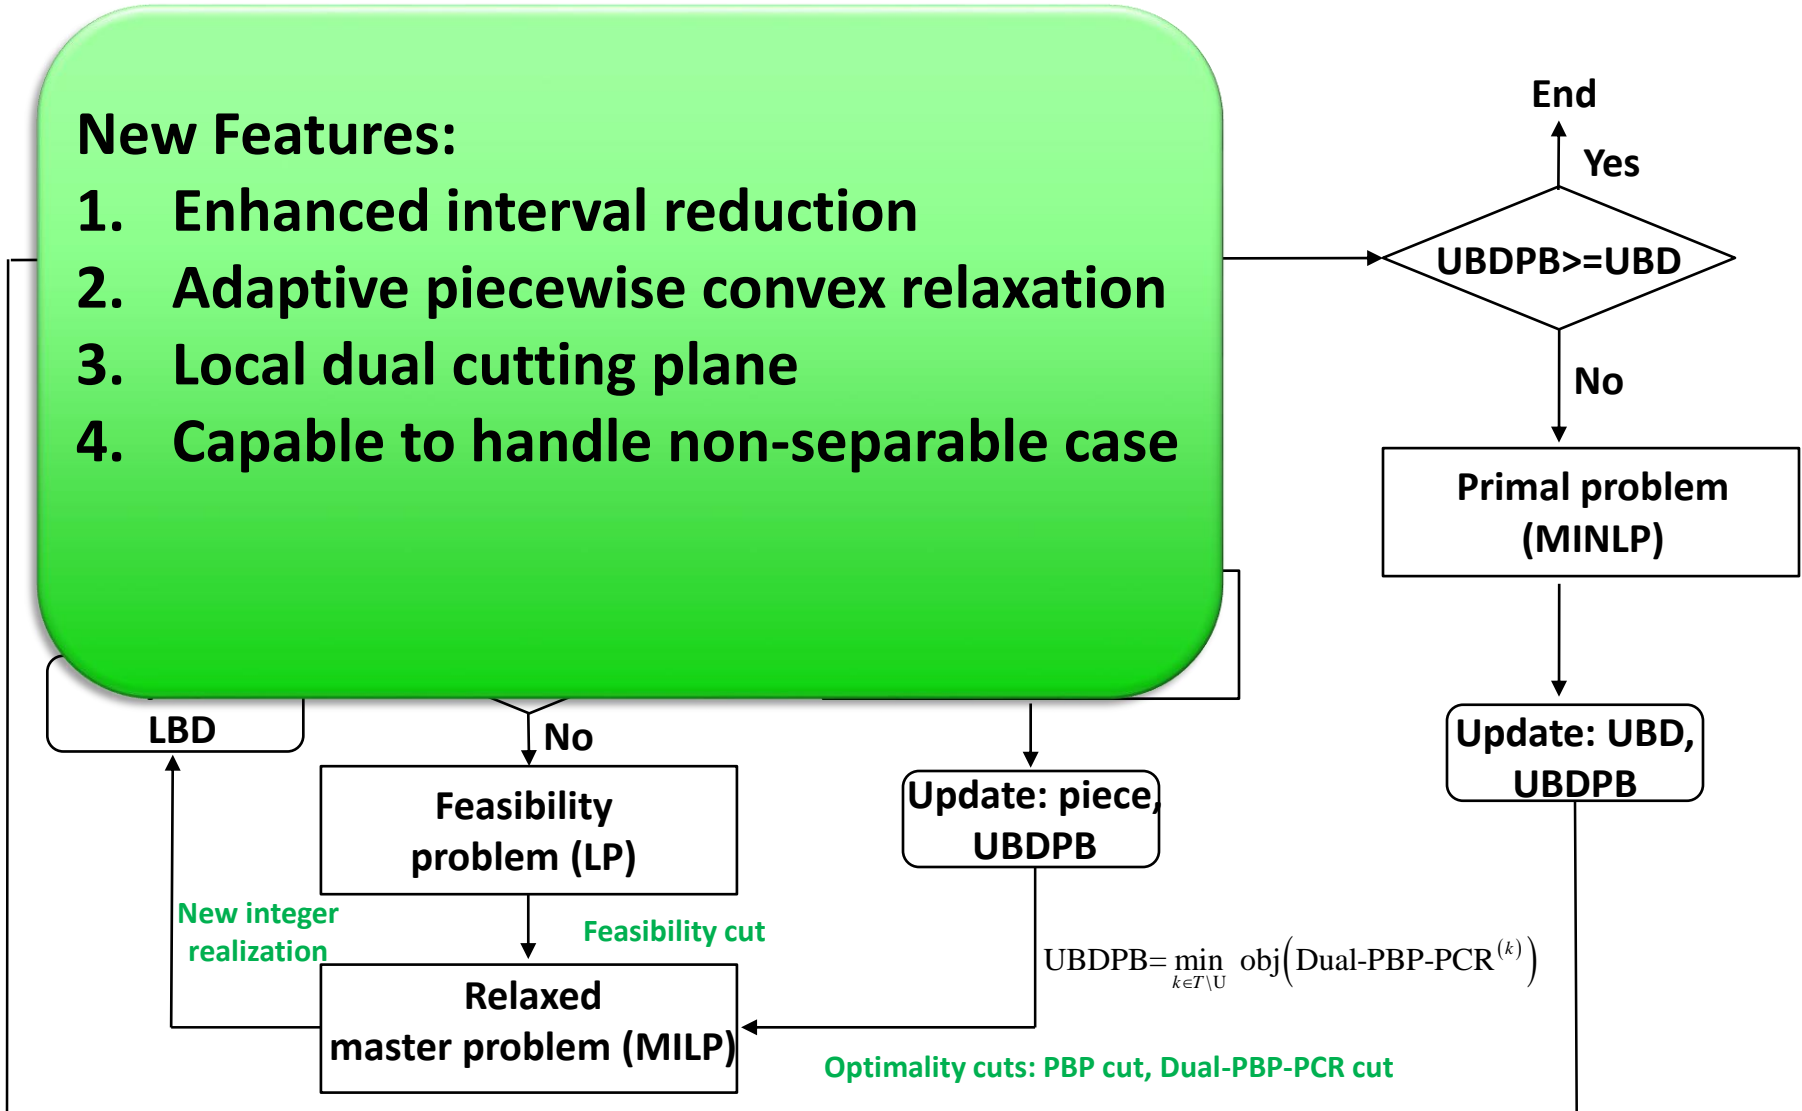 New Features:
1. Enhanced interval reduction
2. Adaptive piecewise convex relaxation
3. Local dual cutting plane
4. Capable to handle non-separable case
End
Yes
UBDPB>=UBD
No
Primal problem
(MINLP)
Update: UBD,
UBDPB
LBD
No
Feasibility
problem (LP)
Update: piece,
UBDPB
New integer
realization
Feasibility cut
Relaxed
master problem (MILP)
UBDPB= min_{k∈T\U} obj(Dual-PBP-PCR^{(k)})
Optimality cuts: PBP cut, Dual-PBP-PCR cut